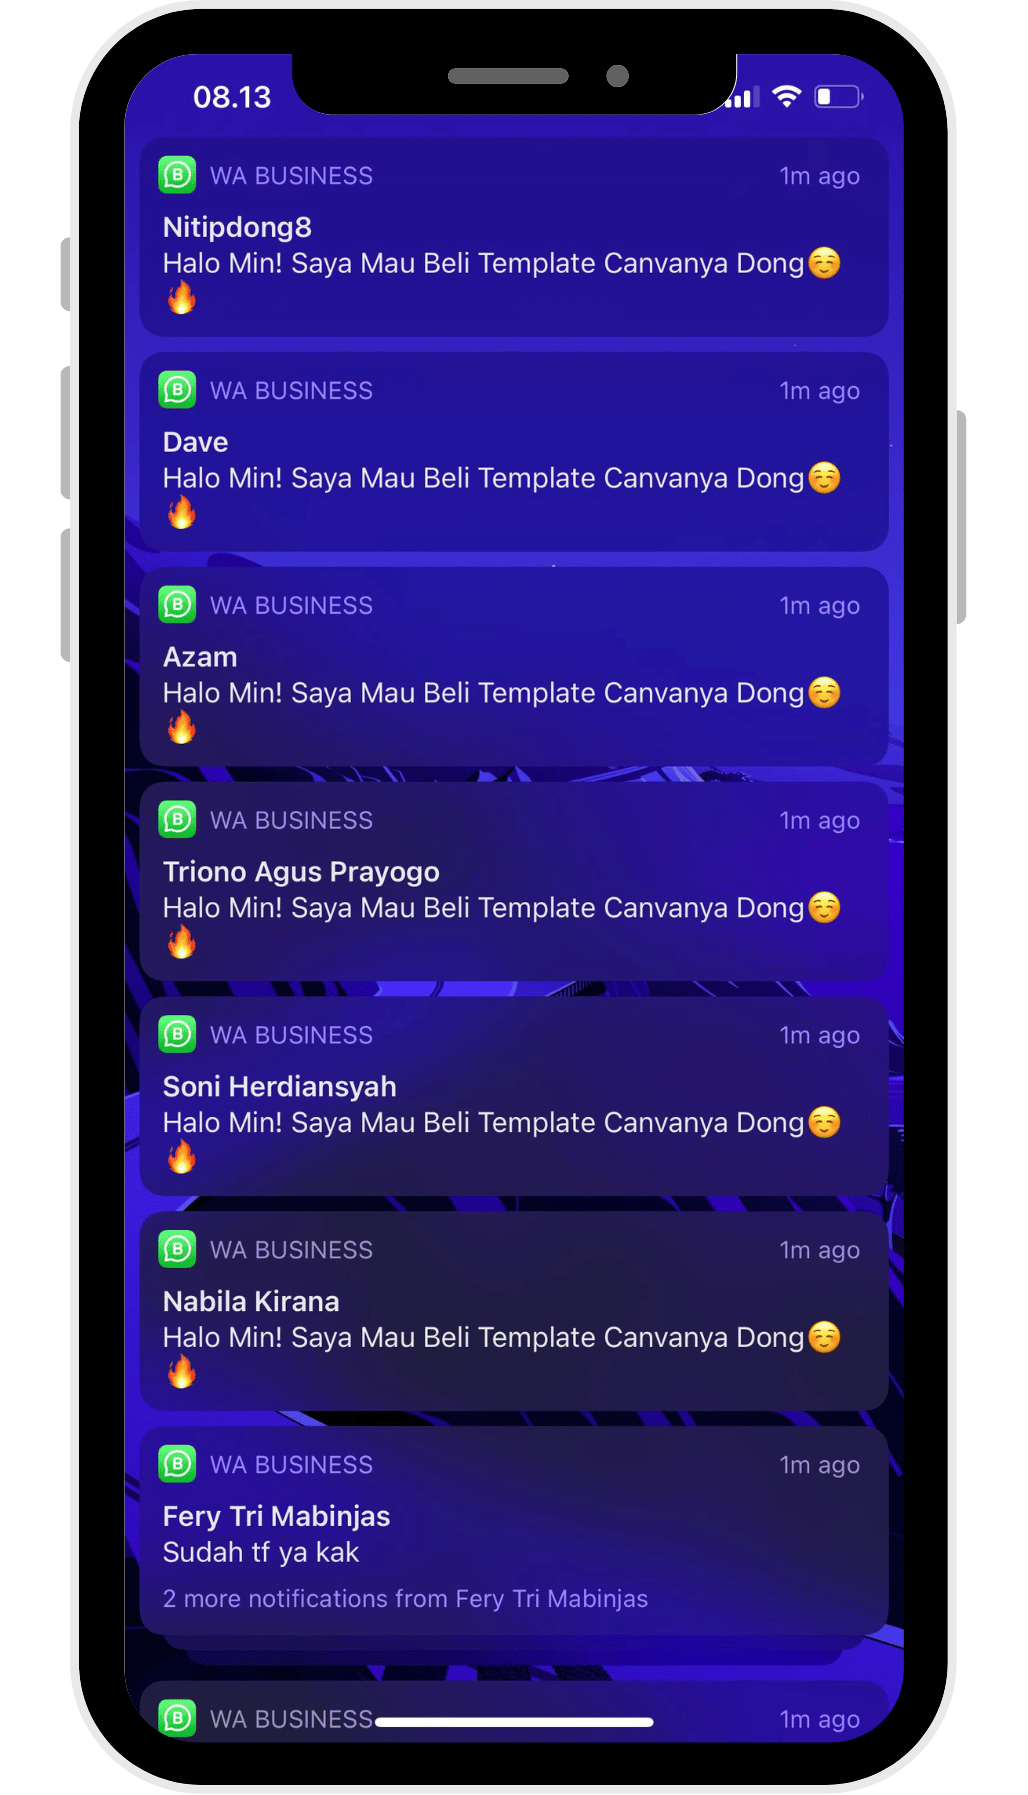 08.13
WA BUSINESS 1m ago
Nitipdong8
Halo Min! Saya Mau Beli Template Canvanya Dong☺️
🔥
WA BUSINESS 1m ago
Dave
Halo Min! Saya Mau Beli Template Canvanya Dong☺️
🔥
WA BUSINESS 1m ago
Azam
Halo Min! Saya Mau Beli Template Canvanya Dong☺️
🔥
WA BUSINESS 1m ago
Triono Agus Prayogo
Halo Min! Saya Mau Beli Template Canvanya Dong☺️
🔥
WA BUSINESS 1m ago
Soni Herdiansyah
Halo Min! Saya Mau Beli Template Canvanya Dong☺️
🔥
WA BUSINESS 1m ago
Nabila Kirana
Halo Min! Saya Mau Beli Template Canvanya Dong☺️
🔥
WA BUSINESS 1m ago
Fery Tri Mabinjas
Sudah tf ya kak
2 more notifications from Fery Tri Mabinjas
WA BUSINESS 1m ago